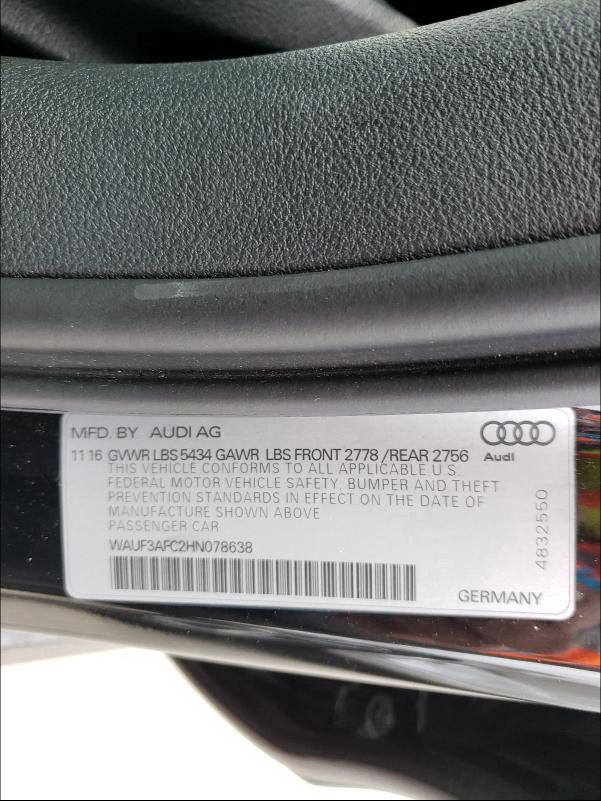 MFD. BY AUDI AG
11 16 GVWR LBS 5434 GAWR LBS FRONT 2778 / REAR 2756
Audi
THIS VEHICLE CONFORMS TO ALL APPLICABLE U.S.
FEDERAL MOTOR VEHICLE SAFETY, BUMPER AND THEFT
PREVENTION STANDARDS IN EFFECT ON THE DATE OF
MANUFACTURE SHOWN ABOVE
PASSENGER CAR
WAUF3AFC2HN078638
GERMANY
4832550